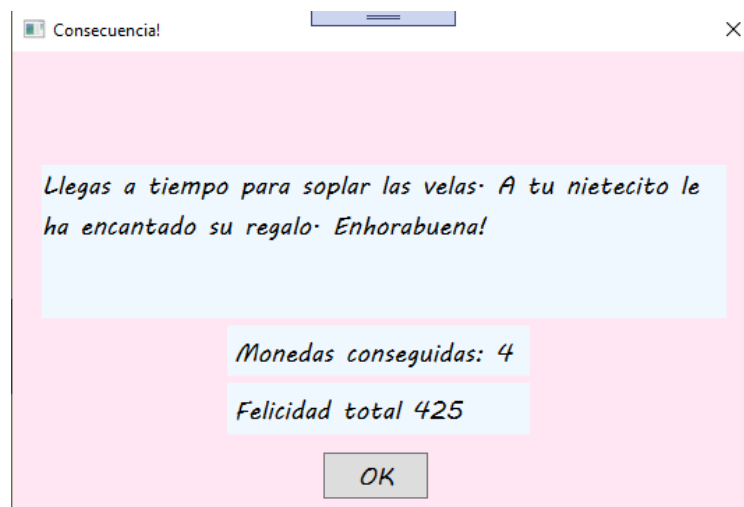 Consecuencia!
Llegas a tiempo para soplar las velas. A tu nietecito le
ha encantado su regalo. Enhorabuena!
Monedas conseguidas: 4
Felicidad total 425
OK